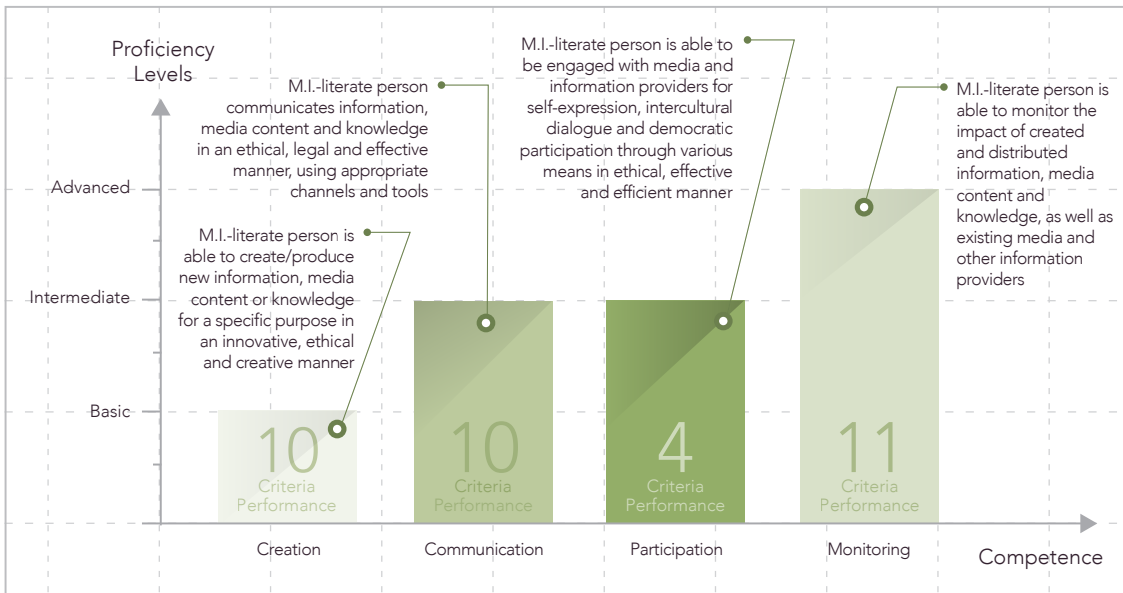 Proficiency
Levels
M.I.-literate person
communicates information,
media content and knowledge
in an ethical, legal and effective
manner, using appropriate
channels and tools
M.I.-literate person is able to
be engaged with media and
information providers for
self-expression, intercultural
dialogue and democratic
participation through various
means in ethical, effective
and efficient manner
M.I.-literate person is
able to monitor the
impact of created
and distributed
information, media
content and
knowledge, as well as
existing media and
other information
providers
M.I.-literate person is
able to create/produce
new information, media
content or knowledge
for a specific purpose in
an innovative, ethical
and creative manner
Advanced
Intermediate
Basic
10
Criteria
Performance
10
Criteria
Performance
4
Criteria
Performance
11
Criteria
Performance
Creation
Communication
Participation
Monitoring
Competence